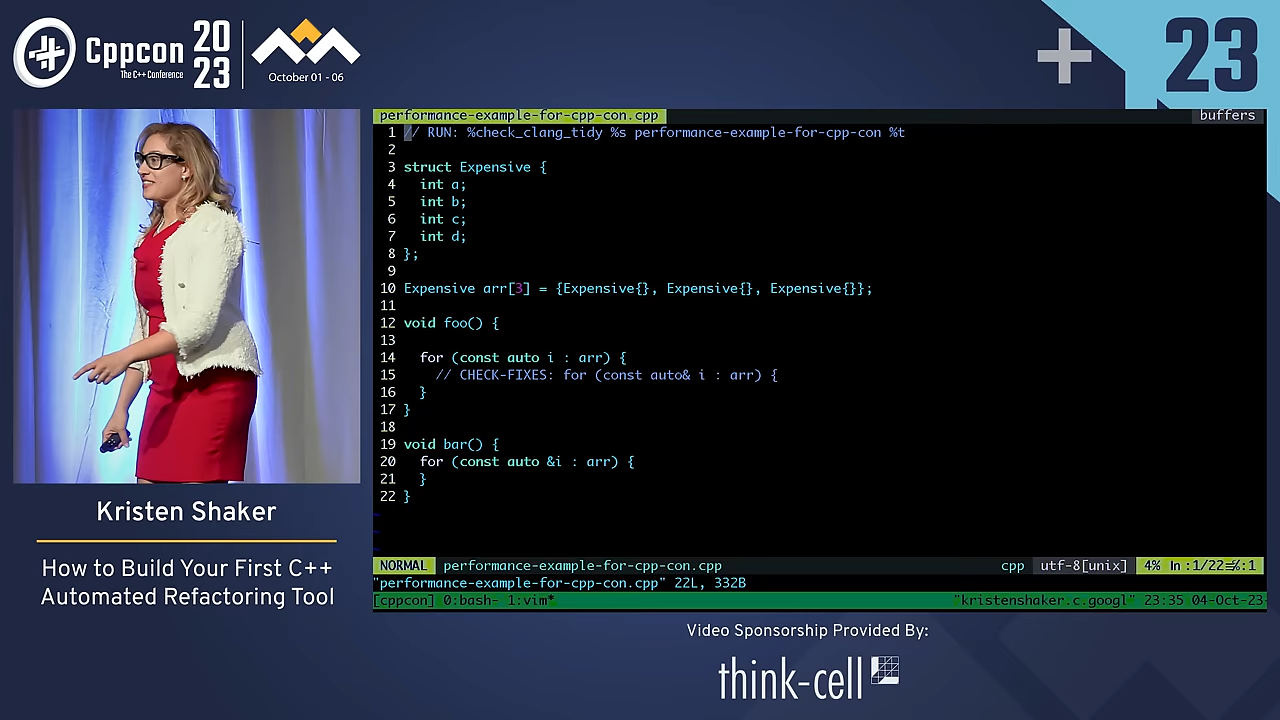 Cppcon
The C++ Conference
20
23
October 01 - 06
23
performance-example-for-cpp-con.cpp
buffers
1 // RUN: %check_clang_tidy %s performance-example-for-cpp-con %t
2
3 struct Expensive {
4 int a;
5 int b;
6 int c;
7 int d;
8 };
9
10 Expensive arr[3] = {Expensive{}, Expensive{}, Expensive{}};
11
12 void foo() {
13
14 for (const auto i : arr) {
15 // CHECK-FIXES: for (const auto& i : arr) {
16 }
17 }
18
19 void bar() {
20 for (const auto &i : arr) {
21 }
22 }
NORMAL performance-example-for-cpp-con.cpp cpp utf-8[unix] 4% ln :1/22 :1
"performance-example-for-cpp-con.cpp" 22L, 332B
[cppcon] 0:bash- 1:vim* "kristenshaker.c.googl" 23:35 04-Oct-23
Kristen Shaker
How to Build Your First C++
Automated Refactoring Tool
Video Sponsorship Provided By:
think-cell